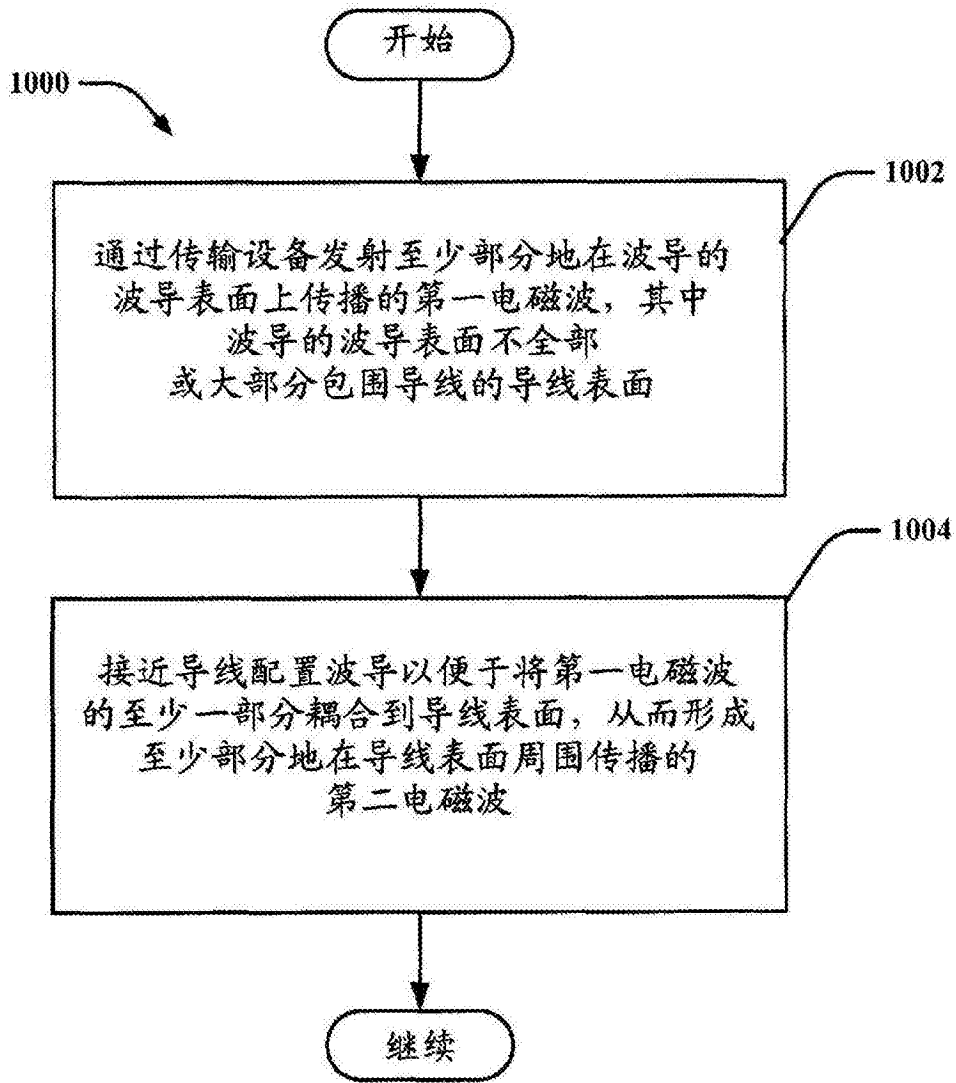 开始
1000
1002
通过传输设备发射至少部分地在波导的
波导表面上传播的第一电磁波，其中
波导的波导表面不全部
或大部分包围导线的导线表面
1004
接近导线配置波导以便于将第一电磁波
的至少一部分耦合到导线表面，从而形成
至少部分地在导线表面周围传播的
第二电磁波
继续